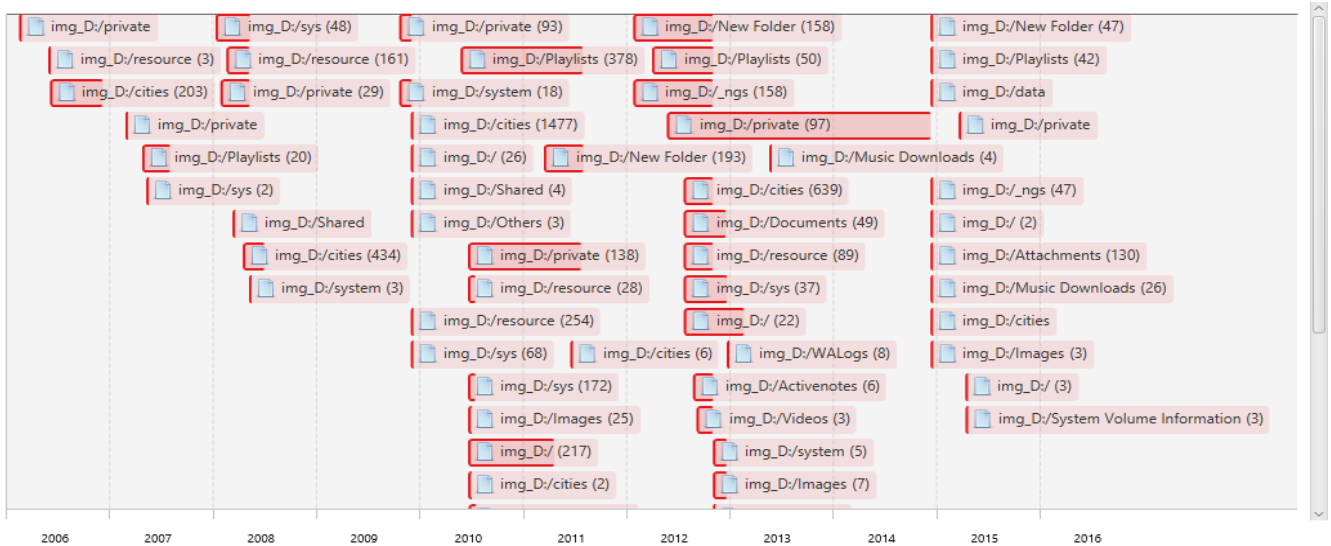 img_D:/private img_D:/sys (48) img_D:/private (93) img_D:/New Folder (158) img_D:/New Folder (47)
img_D:/resource (3) img_D:/resource (161) img_D:/Playlists (378) img_D:/Playlists (50) img_D:/Playlists (42)
img_D:/cities (203) img_D:/private (29) img_D:/system (18) img_D:/_ngs (158) img_D:/data
img_D:/private img_D:/cities (1477) img_D:/private (97) img_D:/private
img_D:/Playlists (20) img_D:/ (26) img_D:/New Folder (193) img_D:/Music Downloads (4)
img_D:/sys (2) img_D:/Shared (4) img_D:/cities (639) img_D:/_ngs (47)
img_D:/Shared img_D:/Others (3) img_D:/Documents (49) img_D:/ (2)
img_D:/cities (434) img_D:/private (138) img_D:/resource (89) img_D:/Attachments (130)
img_D:/system (3) img_D:/resource (28) img_D:/sys (37) img_D:/Music Downloads (26)
img_D:/resource (254) img_D:/ (22) img_D:/cities
img_D:/sys (68) img_D:/cities (6) img_D:/WALogs (8) img_D:/Images (3)
img_D:/sys (172) img_D:/Activenotes (6) img_D:/ (3)
img_D:/Images (25) img_D:/Videos (3) img_D:/System Volume Information (3)
img_D:/ (217) img_D:/system (5)
img_D:/cities (2) img_D:/Images (7)
2006 2007 2008 2009 2010 2011 2012 2013 2014 2015 2016